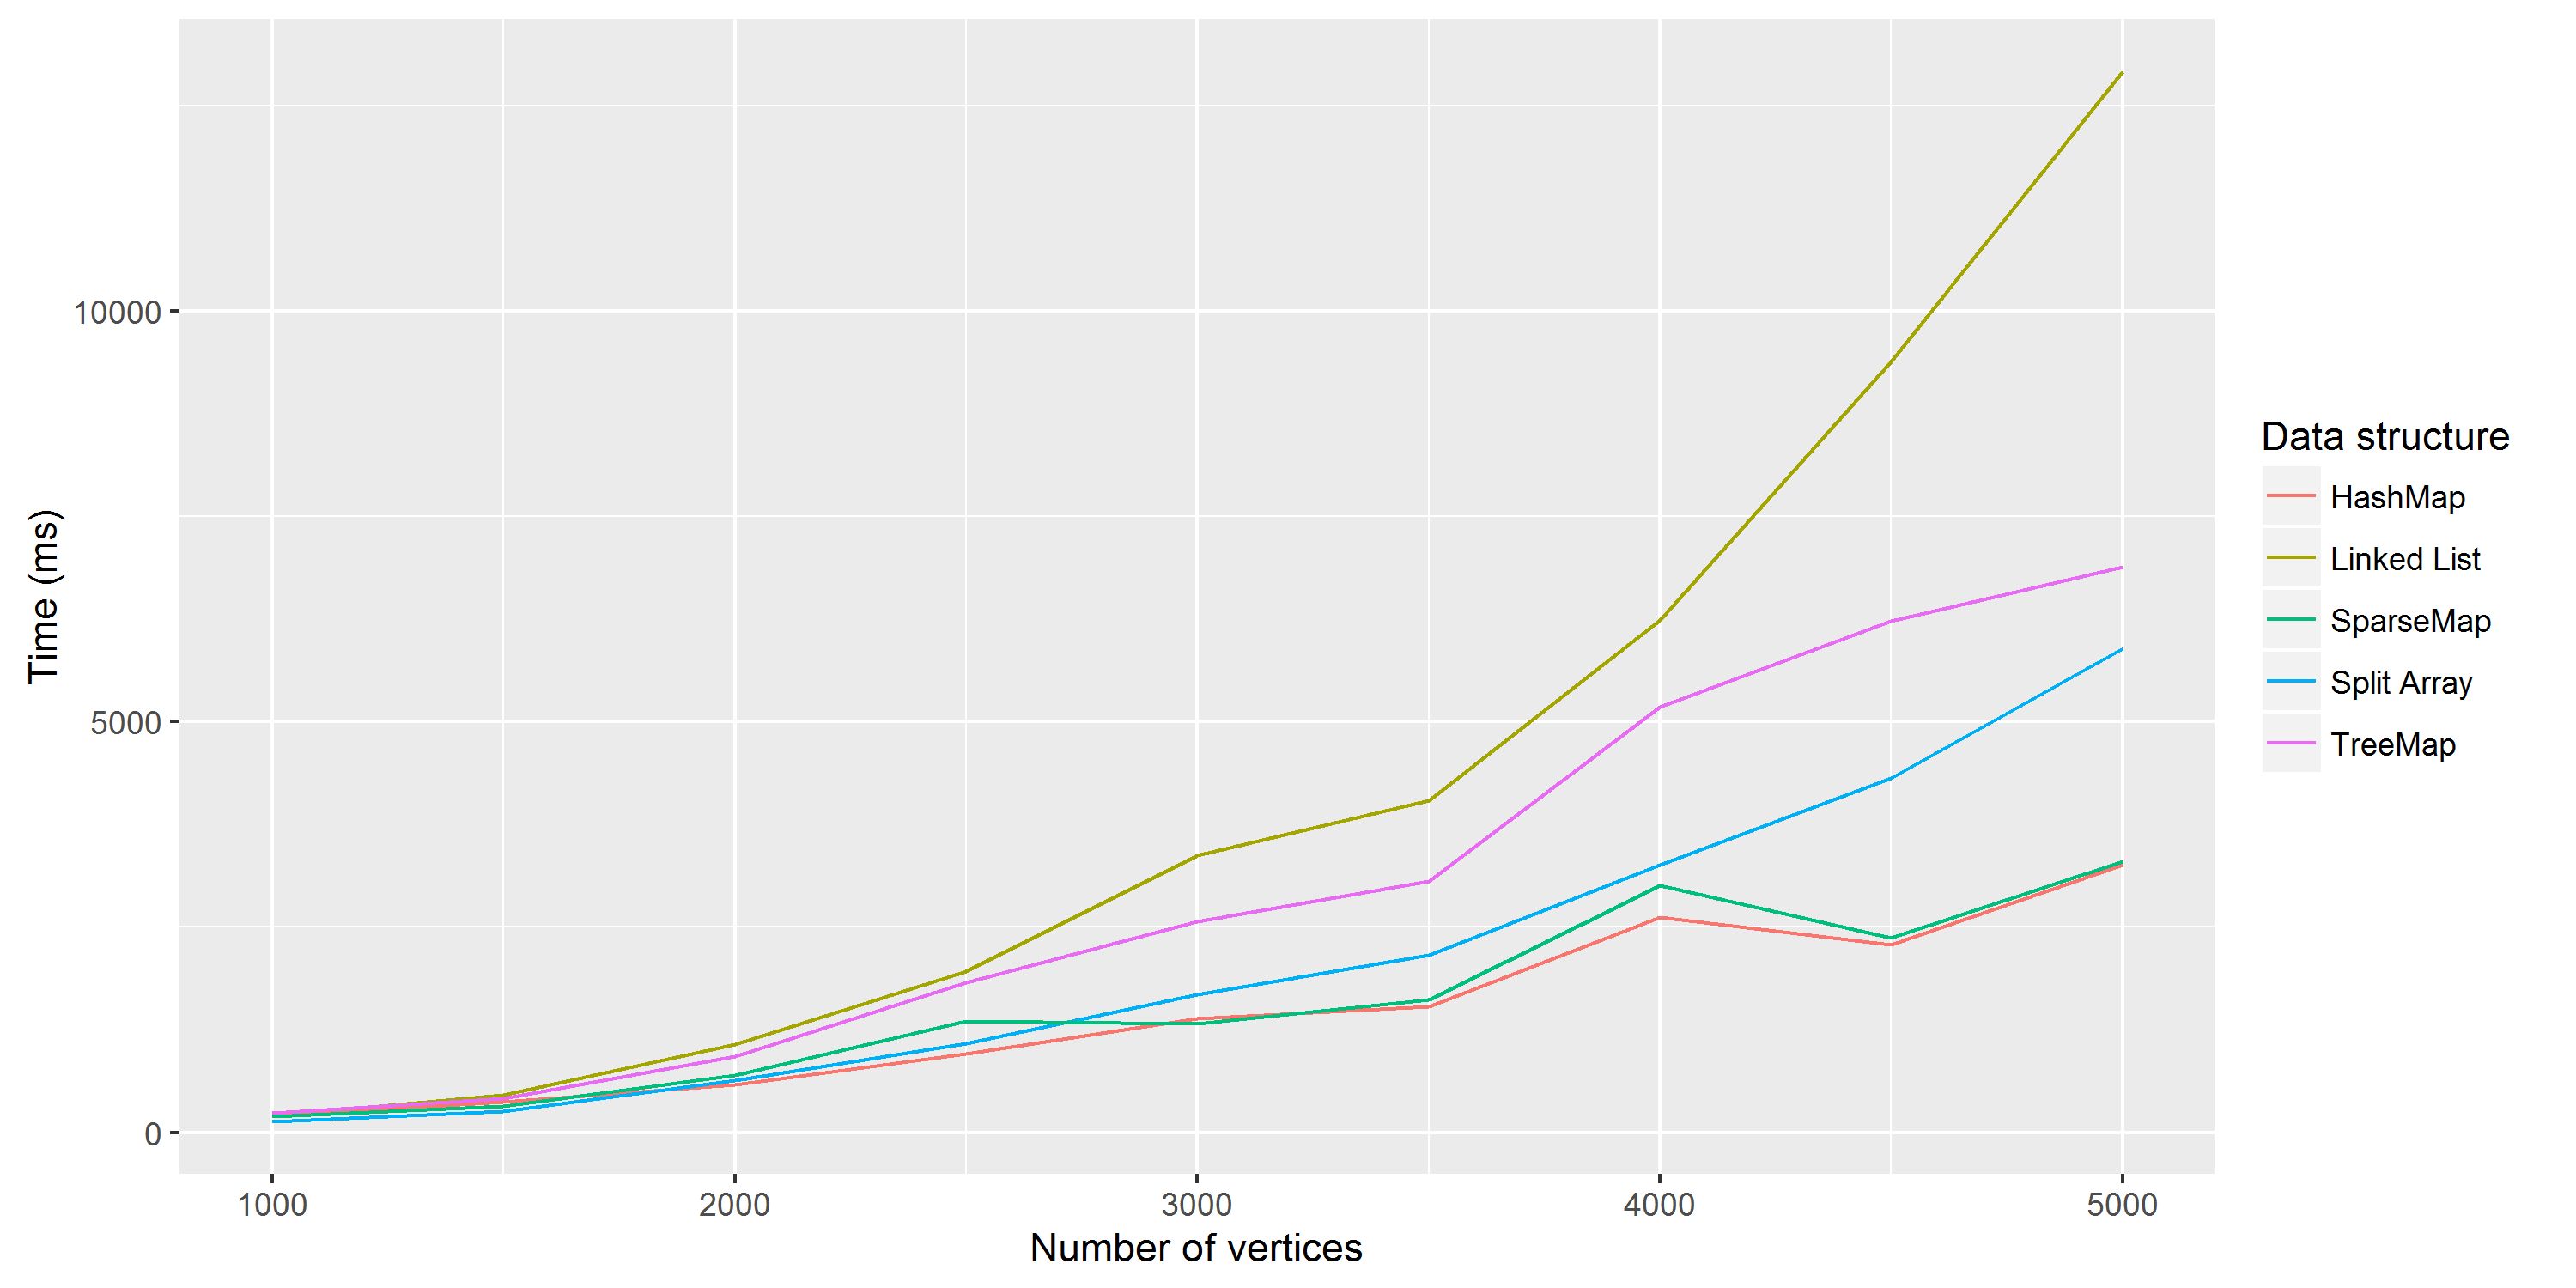 10000
5000
0
Time (ms)
1000
2000
3000
4000
5000
Number of vertices
Data structure
HashMap
Linked List
SparseMap
Split Array
TreeMap